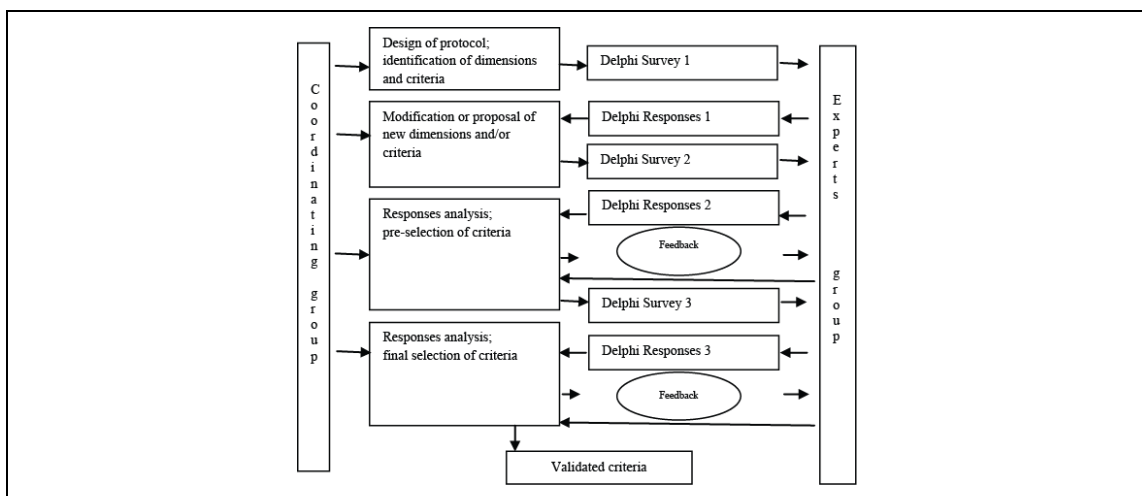 Coordinating group
Design of protocol;
identification of dimensions
and criteria
Delphi Survey 1
Experts group
Modification or proposal of
new dimensions and/or
criteria
Delphi Responses 1
Delphi Survey 2
Responses analysis;
pre-selection of criteria
Delphi Responses 2
Feedback
Delphi Survey 3
Responses analysis;
final selection of criteria
Delphi Responses 3
Feedback
Validated criteria